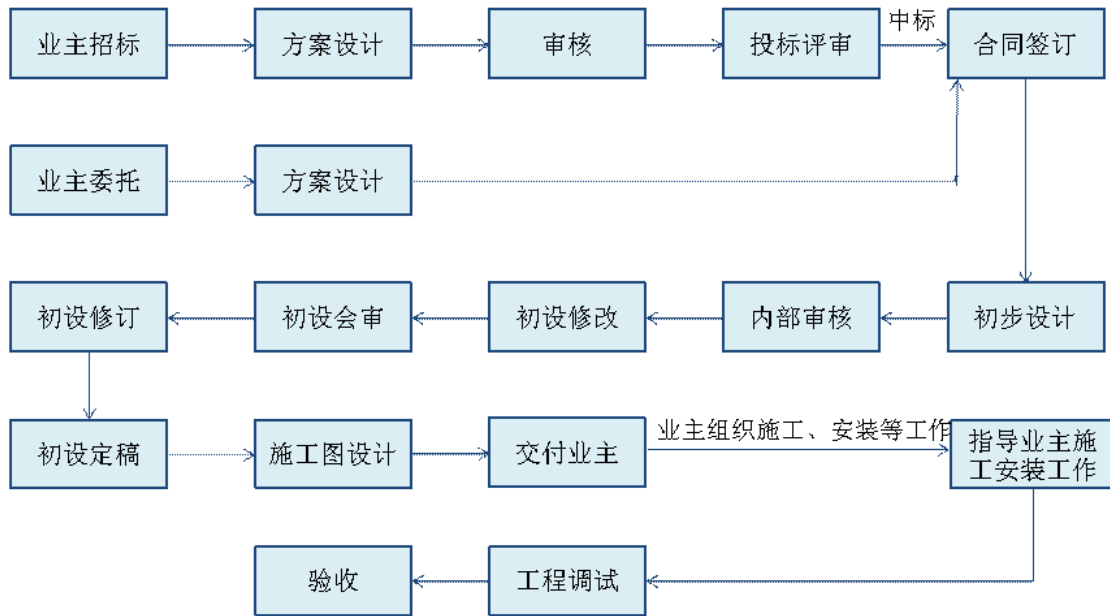 业主招标
方案设计
审核
投标评审
中标
合同签订
业主委托
方案设计
初设修订
初设会审
初设修改
内部审核
初步设计
初设定稿
施工图设计
交付业主
业主组织施工、安装等工作
指导业主施
工安装工作
验收
工程调试